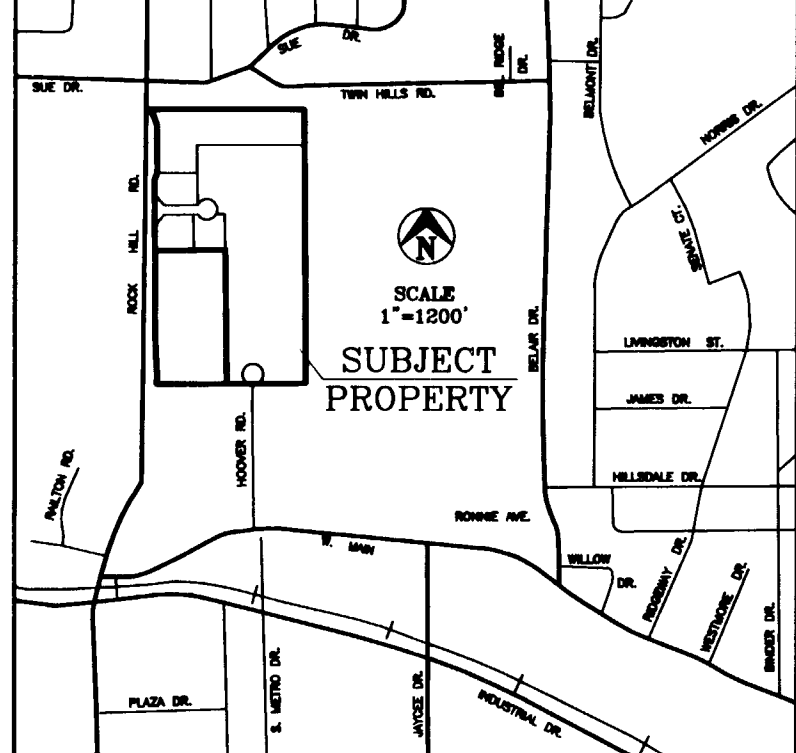 SUE DR.
SUE DR.
TWIN HILLS RD.
BEL RIDGE DR.
BELMONT DR.
NORRIS DR.
SENATE CT.
ROCK HILL RD.
N
SCALE
1"=1200'
SUBJECT
PROPERTY
BELAIR DR.
LIVINGSTON ST.
JAMES DR.
HILLSDALE DR.
HOOVER RD.
RAILTON RD.
RONNIE AVE.
W. MAIN
WILLOW DR.
RIDGEWAY DR.
WESTMORE DR.
BINDER DR.
PLAZA DR.
S. METRO DR.
JAYCEE DR.
INDUSTRIAL DR.